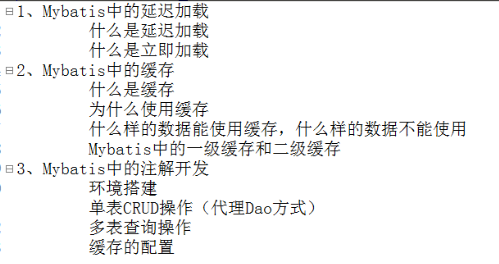 1、Mybatis中的延迟加载
什么是延迟加载
什么是立即加载
2、Mybatis中的缓存
什么是缓存
为什么使用缓存
什么样的数据能使用缓存，什么样的数据不能使用
Mybatis中的一级缓存和二级缓存
3、Mybatis中的注解开发
环境搭建
单表CRUD操作（代理Dao方式）
多表查询操作
缓存的配置